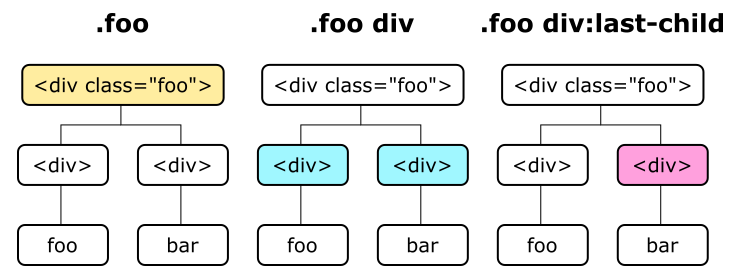 .foo .foo div .foo div:last-child
<div class="foo"> <div class="foo"> <div class="foo">
<div> <div> <div> <div> <div> <div>
foo bar foo bar foo bar